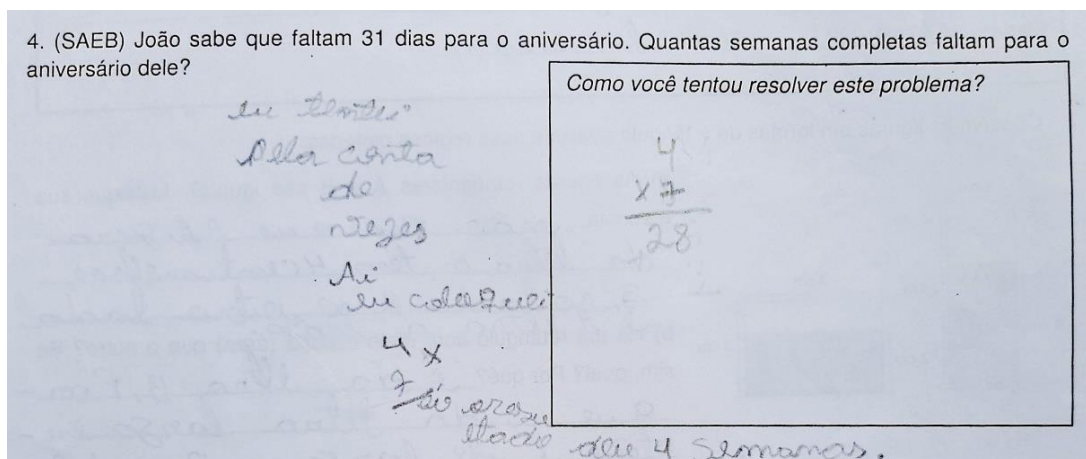 4. (SAEB) João sabe que faltam 31 dias para o aniversário. Quantas semanas completas faltam para o
aniversário dele?
Como você tentou resolver este problema?
eu tentei
pela conta
de
vezes
Ai
eu coloquei
4 x
7
deu 4 semanas.
4
x 7
28